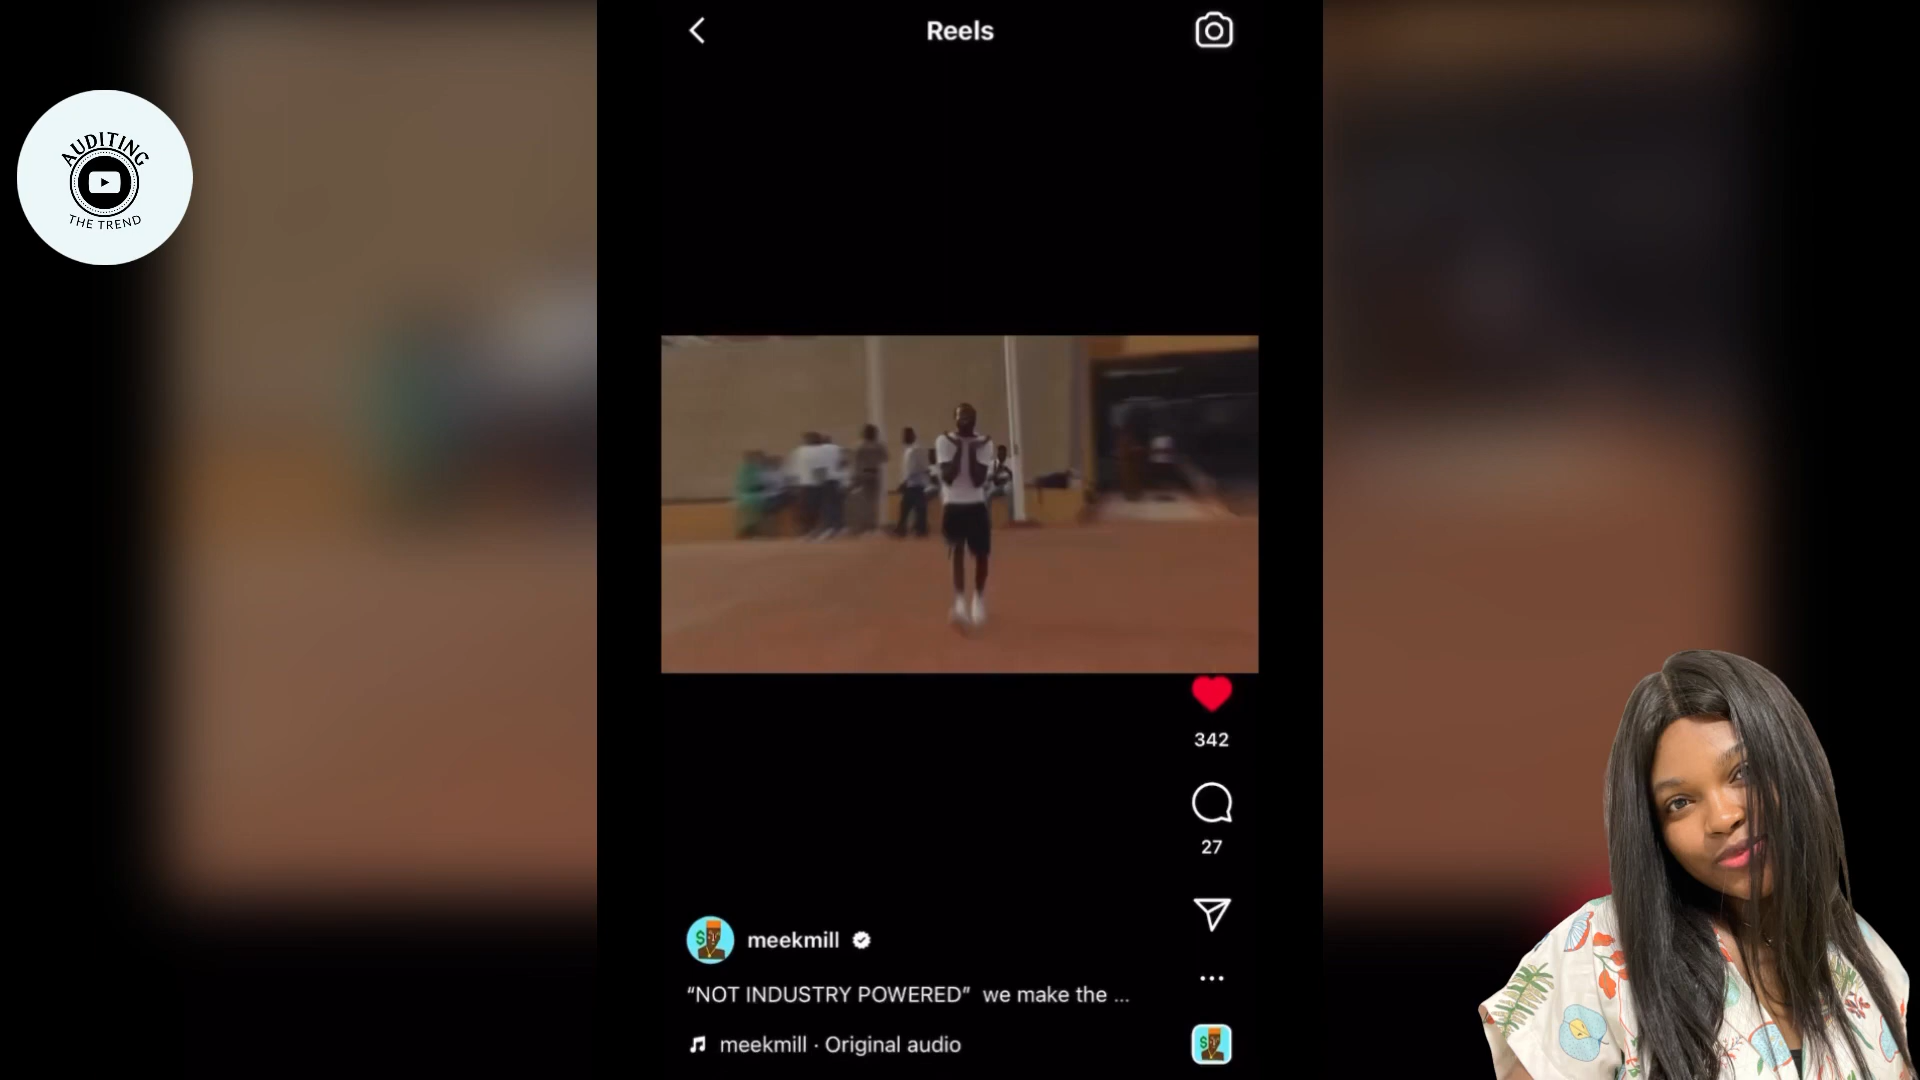 Reels
AUDITING
THE TREND
342
27
meekmill
“NOT INDUSTRY POWERED” we make the ...
meekmill · Original audio